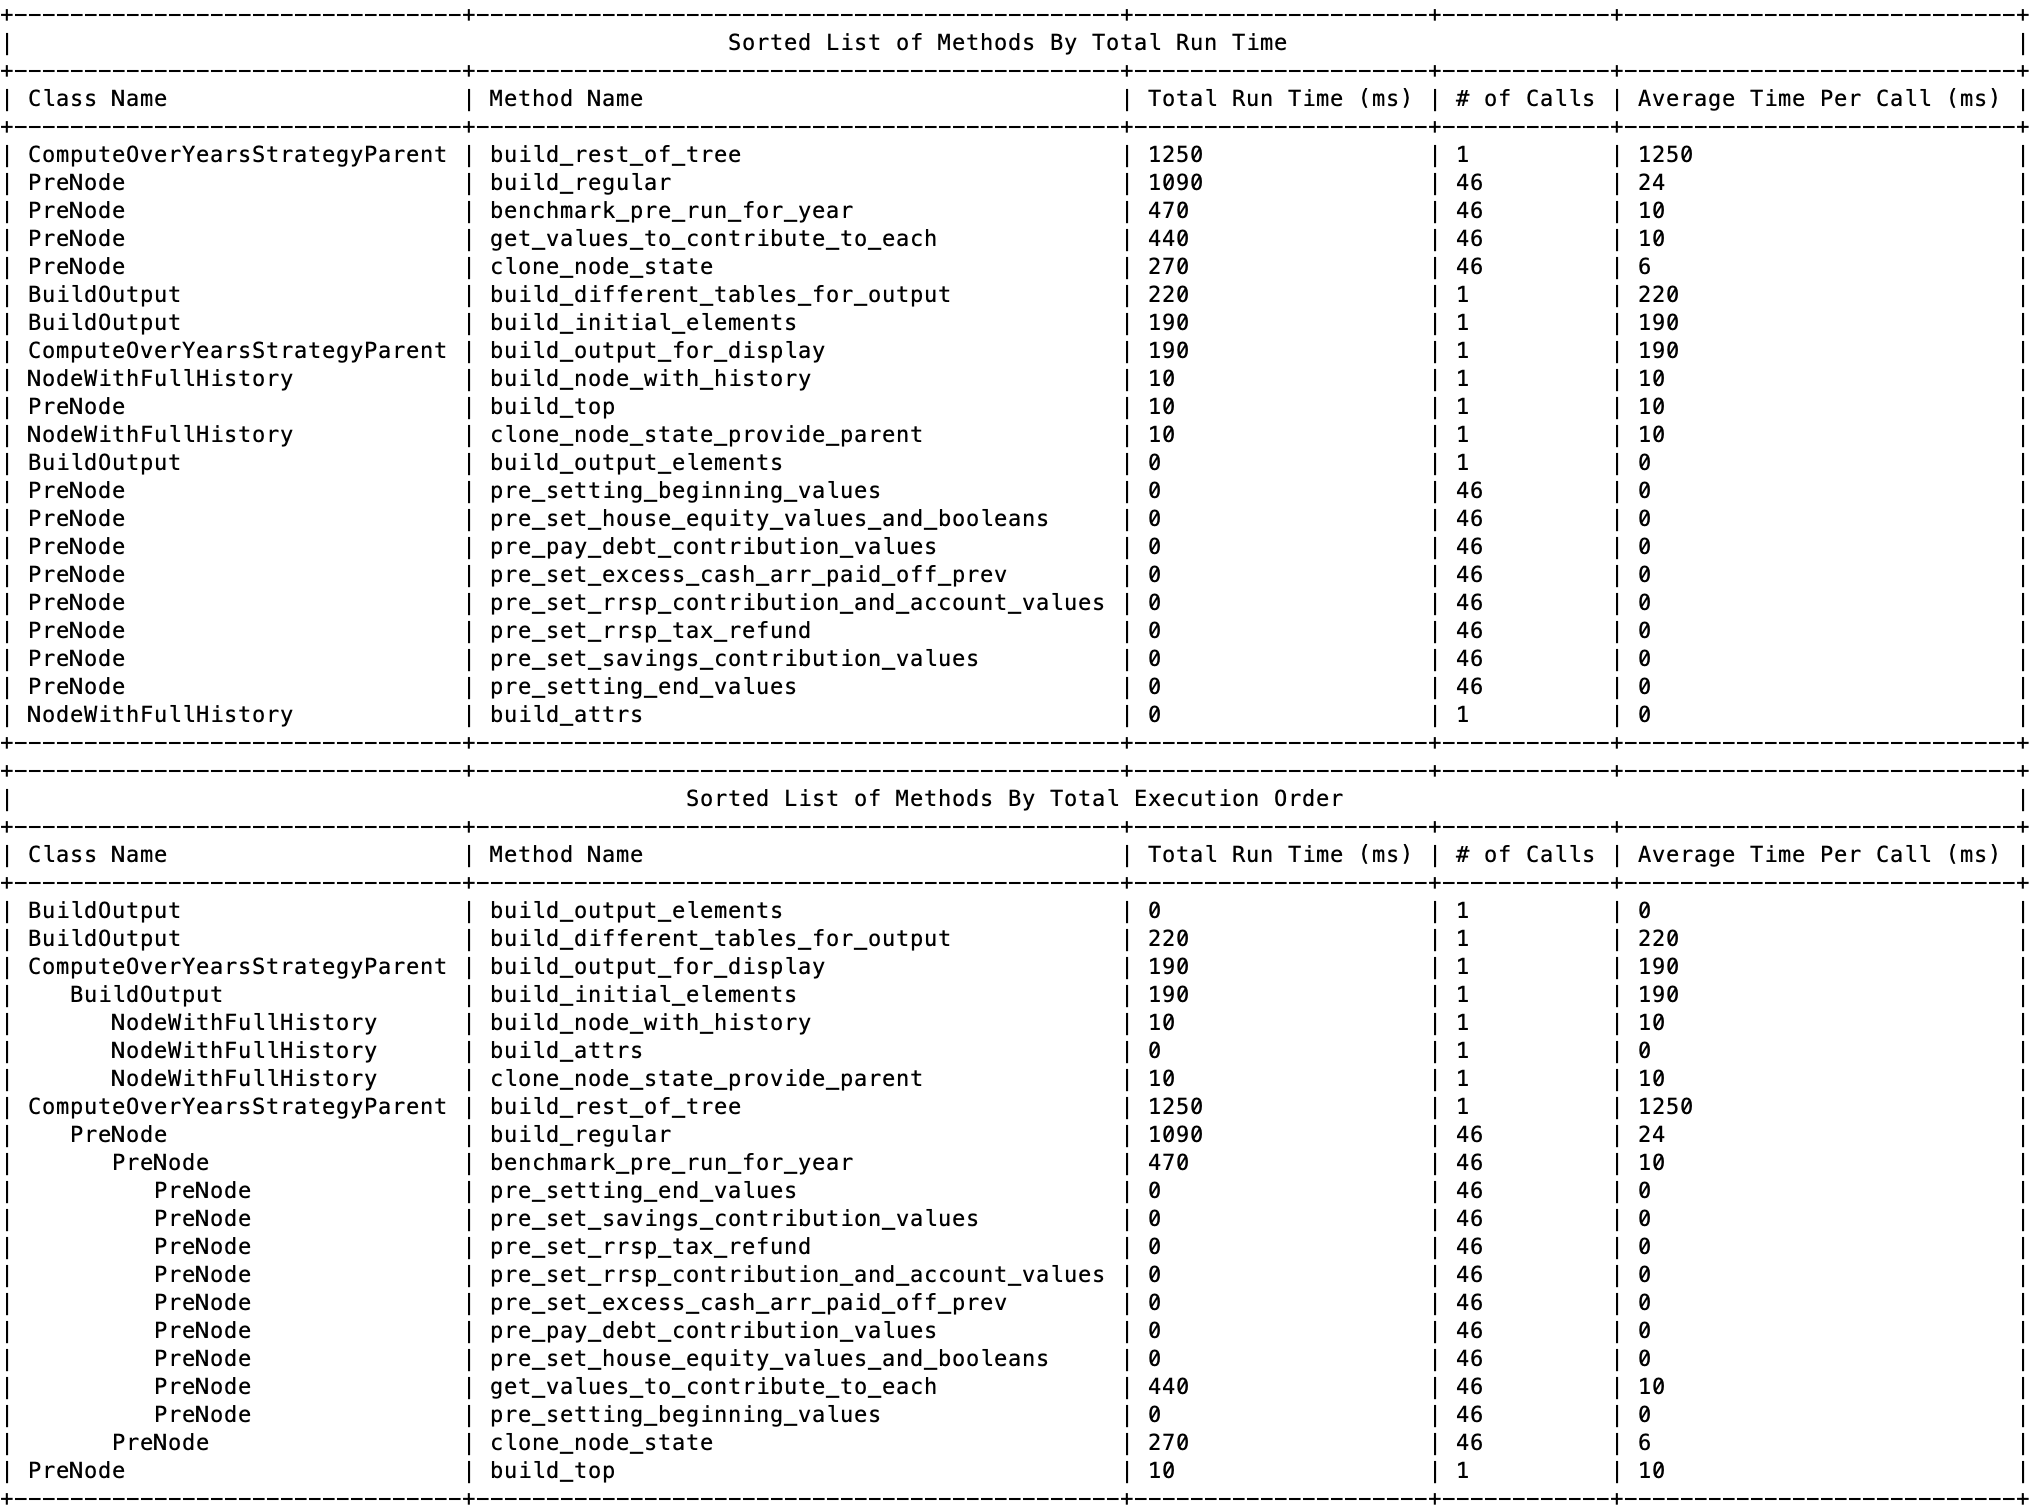 Sorted List of Methods By Total Run Time
| Class Name | Method Name | Total Run Time (ms) | # of Calls | Average Time Per Call (ms) |
| ComputeOverYearsStrategyParent | build_rest_of_tree | 1250 | 1 | 1250 |
| PreNode | build_regular | 1090 | 46 | 24 |
| PreNode | benchmark_pre_run_for_year | 470 | 46 | 10 |
| PreNode | get_values_to_contribute_to_each | 440 | 46 | 10 |
| PreNode | clone_node_state | 270 | 46 | 6 |
| BuildOutput | build_different_tables_for_output | 220 | 1 | 220 |
| BuildOutput | build_initial_elements | 190 | 1 | 190 |
| ComputeOverYearsStrategyParent | build_output_for_display | 190 | 1 | 190 |
| NodeWithFullHistory | build_node_with_history | 10 | 1 | 10 |
| PreNode | build_top | 10 | 1 | 10 |
| NodeWithFullHistory | clone_node_state_provide_parent | 10 | 1 | 10 |
| BuildOutput | build_output_elements | 0 | 1 | 0 |
| PreNode | pre_setting_beginning_values | 0 | 46 | 0 |
| PreNode | pre_set_house_equity_values_and_booleans | 0 | 46 | 0 |
| PreNode | pre_pay_debt_contribution_values | 0 | 46 | 0 |
| PreNode | pre_set_excess_cash_arr_paid_off_prev | 0 | 46 | 0 |
| PreNode | pre_set_rrsp_contribution_and_account_values | 0 | 46 | 0 |
| PreNode | pre_set_rrsp_tax_refund | 0 | 46 | 0 |
| PreNode | pre_set_savings_contribution_values | 0 | 46 | 0 |
| PreNode | pre_setting_end_values | 0 | 46 | 0 |
| NodeWithFullHistory | build_attrs | 0 | 1 | 0 |
Sorted List of Methods By Total Execution Order
| Class Name | Method Name | Total Run Time (ms) | # of Calls | Average Time Per Call (ms) |
| BuildOutput | build_output_elements | 0 | 1 | 0 |
| BuildOutput | build_different_tables_for_output | 220 | 1 | 220 |
| ComputeOverYearsStrategyParent | build_output_for_display | 190 | 1 | 190 |
| BuildOutput | build_initial_elements | 190 | 1 | 190 |
| NodeWithFullHistory | build_node_with_history | 10 | 1 | 10 |
| NodeWithFullHistory | build_attrs | 0 | 1 | 0 |
| NodeWithFullHistory | clone_node_state_provide_parent | 10 | 1 | 10 |
| ComputeOverYearsStrategyParent | build_rest_of_tree | 1250 | 1 | 1250 |
| PreNode | build_regular | 1090 | 46 | 24 |
| PreNode | benchmark_pre_run_for_year | 470 | 46 | 10 |
| PreNode | pre_setting_end_values | 0 | 46 | 0 |
| PreNode | pre_set_savings_contribution_values | 0 | 46 | 0 |
| PreNode | pre_set_rrsp_tax_refund | 0 | 46 | 0 |
| PreNode | pre_set_rrsp_contribution_and_account_values | 0 | 46 | 0 |
| PreNode | pre_set_excess_cash_arr_paid_off_prev | 0 | 46 | 0 |
| PreNode | pre_pay_debt_contribution_values | 0 | 46 | 0 |
| PreNode | pre_set_house_equity_values_and_booleans | 0 | 46 | 0 |
| PreNode | get_values_to_contribute_to_each | 440 | 46 | 10 |
| PreNode | pre_setting_beginning_values | 0 | 46 | 0 |
| PreNode | clone_node_state | 270 | 46 | 6 |
| PreNode | build_top | 10 | 1 | 10 |